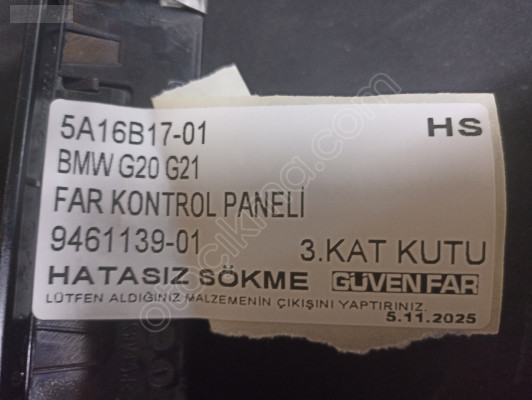 5A16B17-01
HS
BMW G20 G21
FAR KONTROL PANELİ
9461139-01
3.KAT KUTU
HATASIZ SÖKME GÜVEN FAR
LÜTFEN ALDIĞINIZ MALZEMENİN ÇIKIŞINI YAPTIRINIZ.
5.11.2025